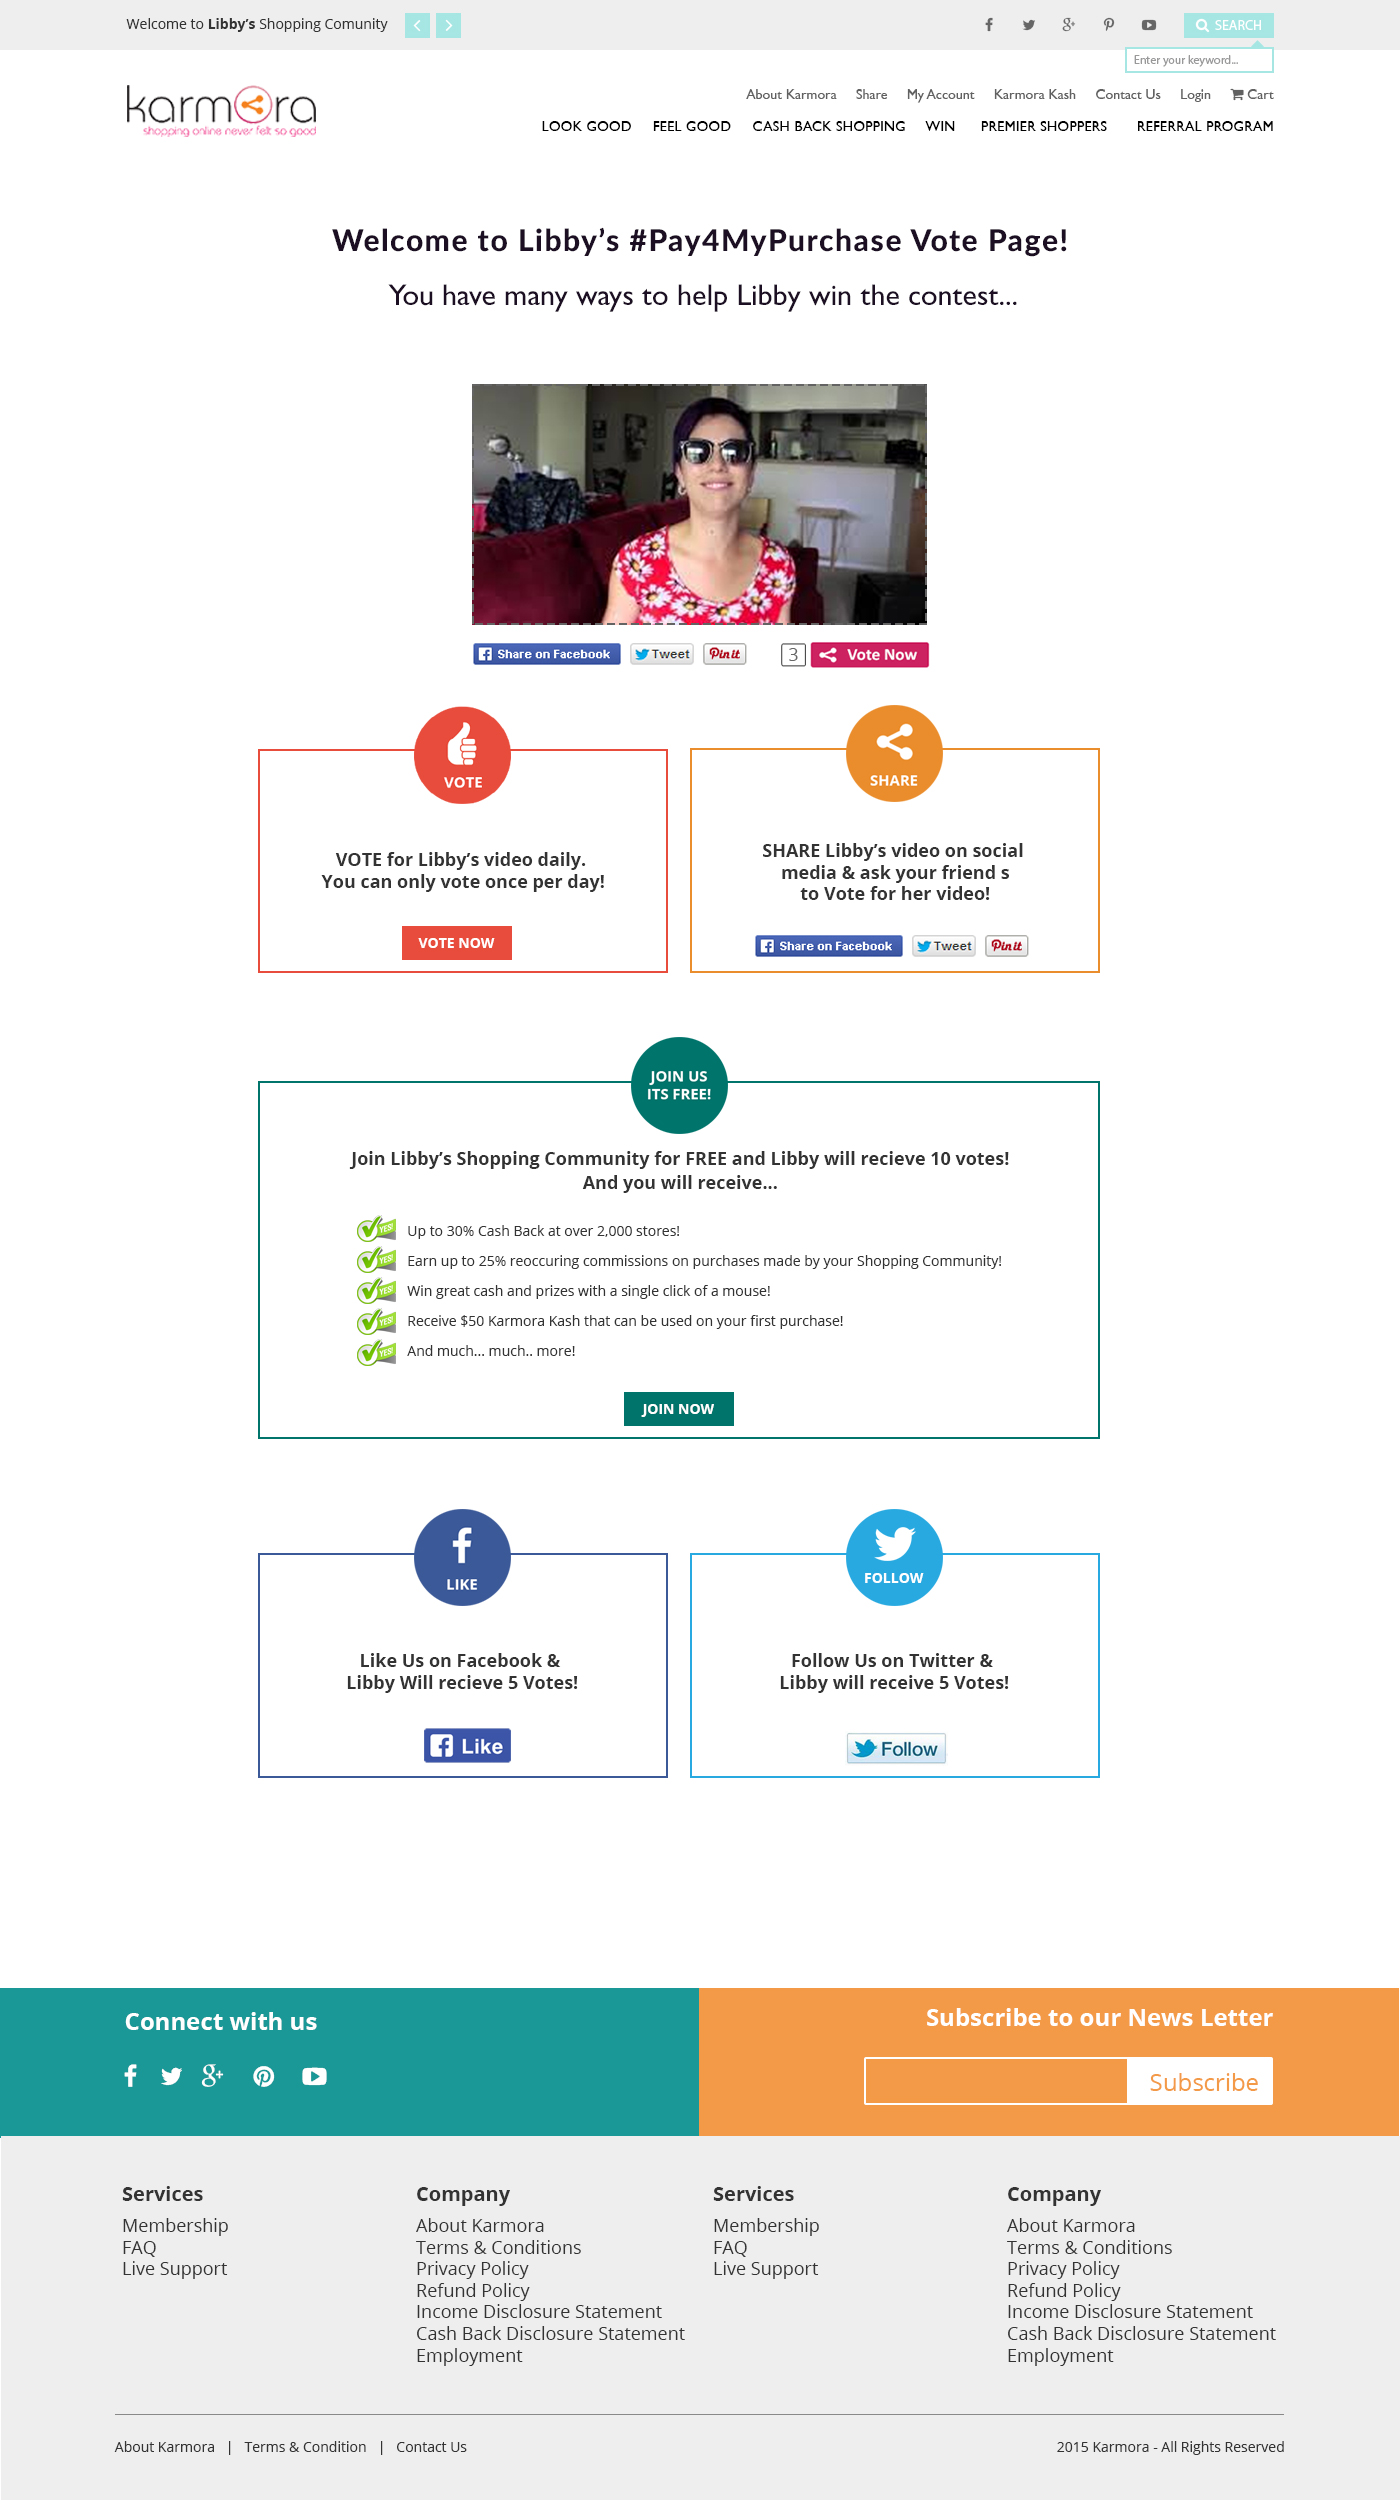 Welcome to Libby’s Shopping Comunity
SEARCH
Enter your keyword...
karmora
shopping online never felt so good
About Karmora Share My Account Karmora Kash Contact Us Login Cart
LOOK GOOD FEEL GOOD CASH BACK SHOPPING WIN PREMIER SHOPPERS REFERRAL PROGRAM
Welcome to Libby’s #Pay4MyPurchase Vote Page!
You have many ways to help Libby win the contest...
Share on Facebook Tweet Pin it 3 Vote Now
VOTE
VOTE for Libby’s video daily.
You can only vote once per day!
VOTE NOW
SHARE
SHARE Libby’s video on social
media & ask your friend s
to Vote for her video!
Share on Facebook Tweet Pin it
JOIN US
ITS FREE!
Join Libby’s Shopping Community for FREE and Libby will recieve 10 votes!
And you will receive...
YES! Up to 30% Cash Back at over 2,000 stores!
YES! Earn up to 25% reoccuring commissions on purchases made by your Shopping Community!
YES! Win great cash and prizes with a single click of a mouse!
YES! Receive $50 Karmora Kash that can be used on your first purchase!
YES! And much... much.. more!
JOIN NOW
LIKE
Like Us on Facebook &
Libby Will recieve 5 Votes!
Like
FOLLOW
Follow Us on Twitter &
Libby will receive 5 Votes!
Follow
Connect with us
Subscribe to our News Letter
Subscribe
Services
Membership
FAQ
Live Support
Company
About Karmora
Terms & Conditions
Privacy Policy
Refund Policy
Income Disclosure Statement
Cash Back Disclosure Statement
Employment
Services
Membership
FAQ
Live Support
Company
About Karmora
Terms & Conditions
Privacy Policy
Refund Policy
Income Disclosure Statement
Cash Back Disclosure Statement
Employment
About Karmora | Terms & Condition | Contact Us
2015 Karmora - All Rights Reserved